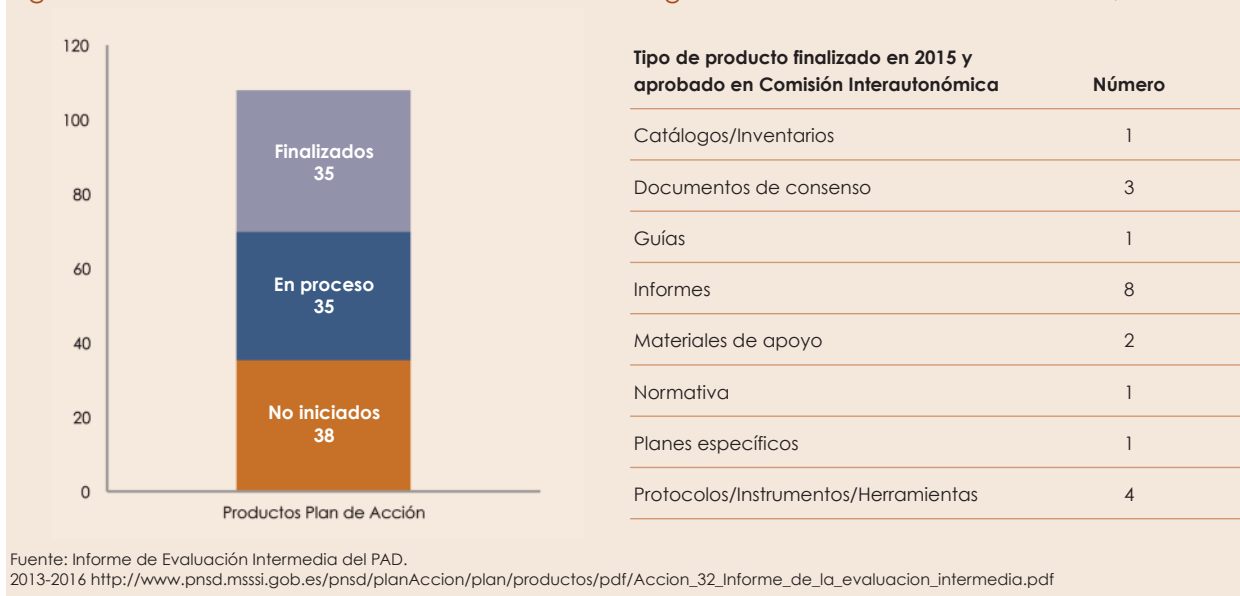 120
100
80
60
40
20
0
Finalizados
35
En proceso
35
No iniciados
38
Productos Plan de Acción
Tipo de producto finalizado en 2015 y
aprobado en Comisión Interautonómica Número
Catálogos/Inventarios 1
Documentos de consenso 3
Guías 1
Informes 8
Materiales de apoyo 2
Normativa 1
Planes específicos 1
Protocolos/Instrumentos/Herramientas 4
Fuente: Informe de Evaluación Intermedia del PAD.
2013-2016 http://www.pnsd.msssi.gob.es/pnsd/planAccion/plan/productos/pdf/Accion_32_Informe_de_la_evaluacion_intermedia.pdf